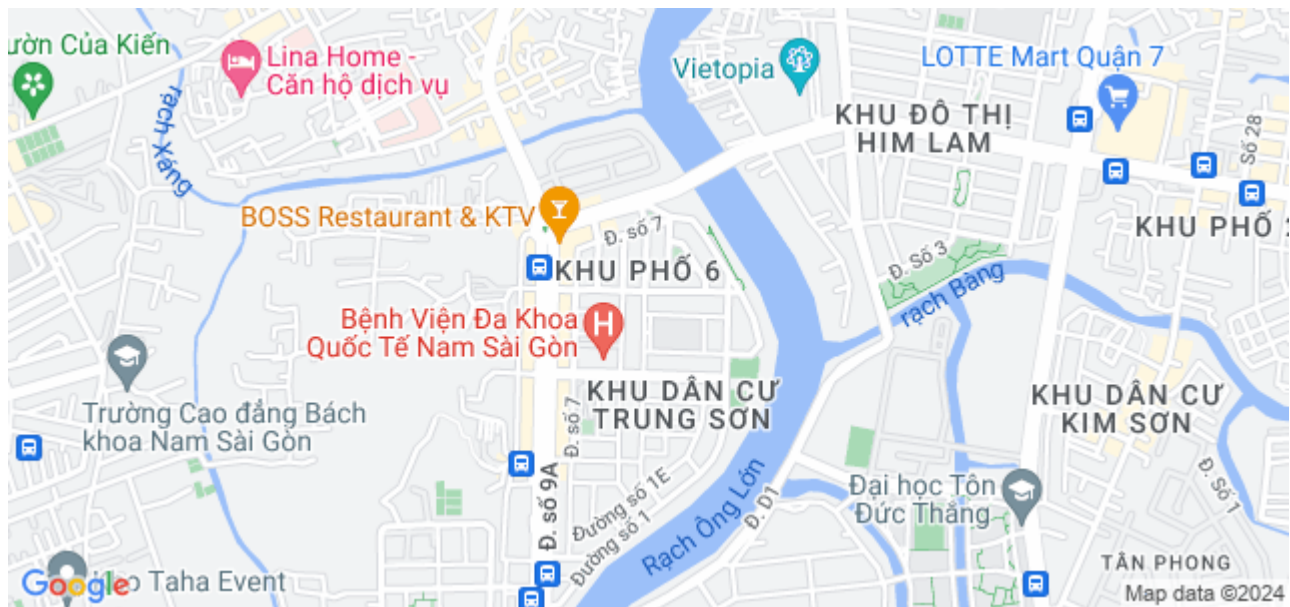 ườn Của Kiến
Lina Home -
Căn hộ dịch vụ
Vietopia
LOTTE Mart Quận 7
KHU ĐÔ THỊ
HIM LAM
Số 28
rạch Xáng
BOSS Restaurant & KTV
Đ. số 7
KHU PHỐ 6
KHU PHỐ
Đ. Số 3
rạch Bàng
Bệnh Viện Đa Khoa
Quốc Tế Nam Sài Gòn
KHU DÂN CƯ
TRUNG SƠN
KHU DÂN CƯ
KIM SƠN
Trường Cao đẳng Bách
khoa Nam Sài Gòn
Đ. số 7
Đ. số 9A
Đường số 1E
Đường số 1
Rạch Ông Lớn
Đ. D1
Đại học Tôn
Đức Thắng
Đ. Số 1
TÂN PHONG
Taha Event
Google
Map data ©2024